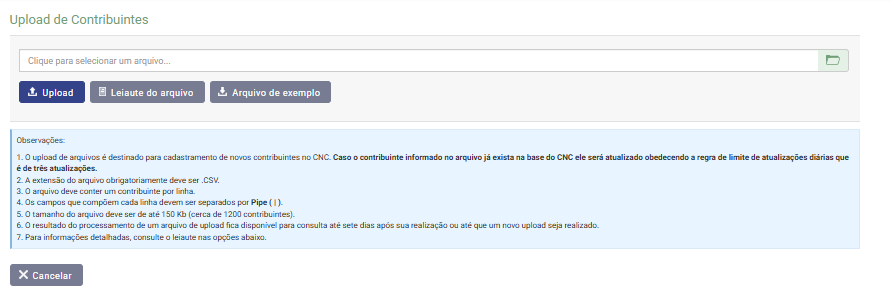 Upload de Contribuintes
Clique para selecionar um arquivo...
Upload
Leiaute do arquivo
Arquivo de exemplo
Observações:
1. O upload de arquivos é destinado para cadastramento de novos contribuintes no CNC. Caso o contribuinte informado no arquivo já exista na base do CNC ele será atualizado obedecendo a regra de limite de atualizações diárias que
é de três atualizações.
2. A extensão do arquivo obrigatoriamente deve ser .CSV.
3. O arquivo deve conter um contribuinte por linha.
4. Os campos que compõem cada linha devem ser separados por Pipe ( | ).
5. O tamanho do arquivo deve ser de até 150 Kb (cerca de 1200 contribuintes).
6. O resultado do processamento de um arquivo de upload fica disponível para consulta até sete dias após sua realização ou até que um novo upload seja realizado.
7. Para informações detalhadas, consulte o leiaute nas opções abaixo.
Cancelar